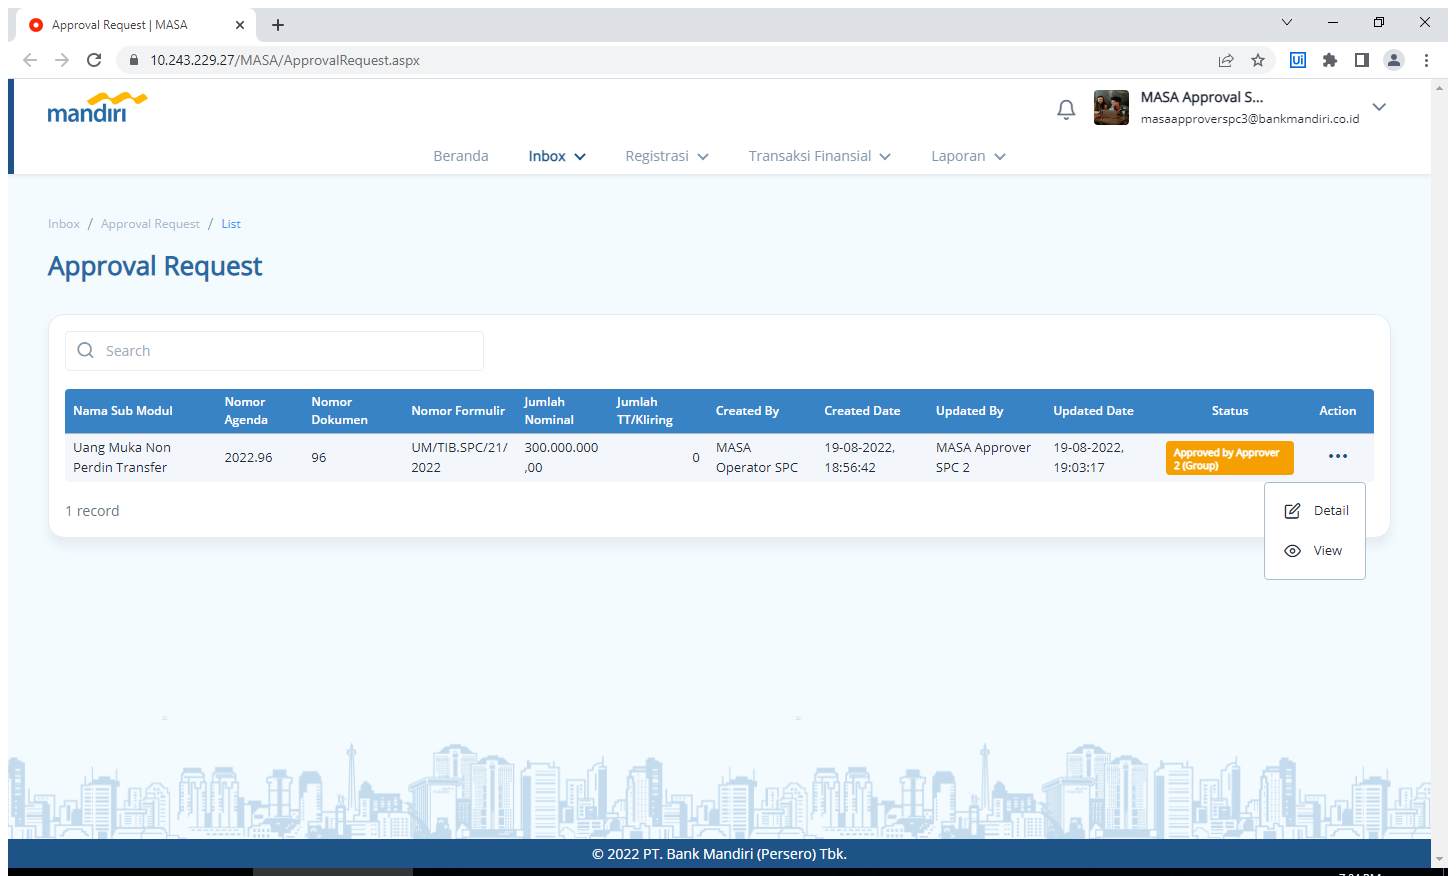 Approval Request | MASA
10.243.229.27/MASA/ApprovalRequest.aspx
Ui
mandiri
MASA Approval S...
masaapproverspc3@bankmandiri.co.id
Beranda Inbox Registrasi Transaksi Finansial Laporan
Inbox / Approval Request / List
Approval Request
Search
Nama Sub Modul Nomor Agenda Nomor Dokumen Nomor Formulir Jumlah Nominal Jumlah TT/Kliring Created By Created Date Updated By Updated Date Status Action
Uang Muka Non Perdin Transfer 2022.96 96 UM/TIB.SPC/21/2022 300.000.000,00 0 MASA Operator SPC 19-08-2022, 18:56:42 MASA Approver SPC 2 19-08-2022, 19:03:17 Approved by Approver 2 (Group)
1 record
Detail
View
© 2022 PT. Bank Mandiri (Persero) Tbk.